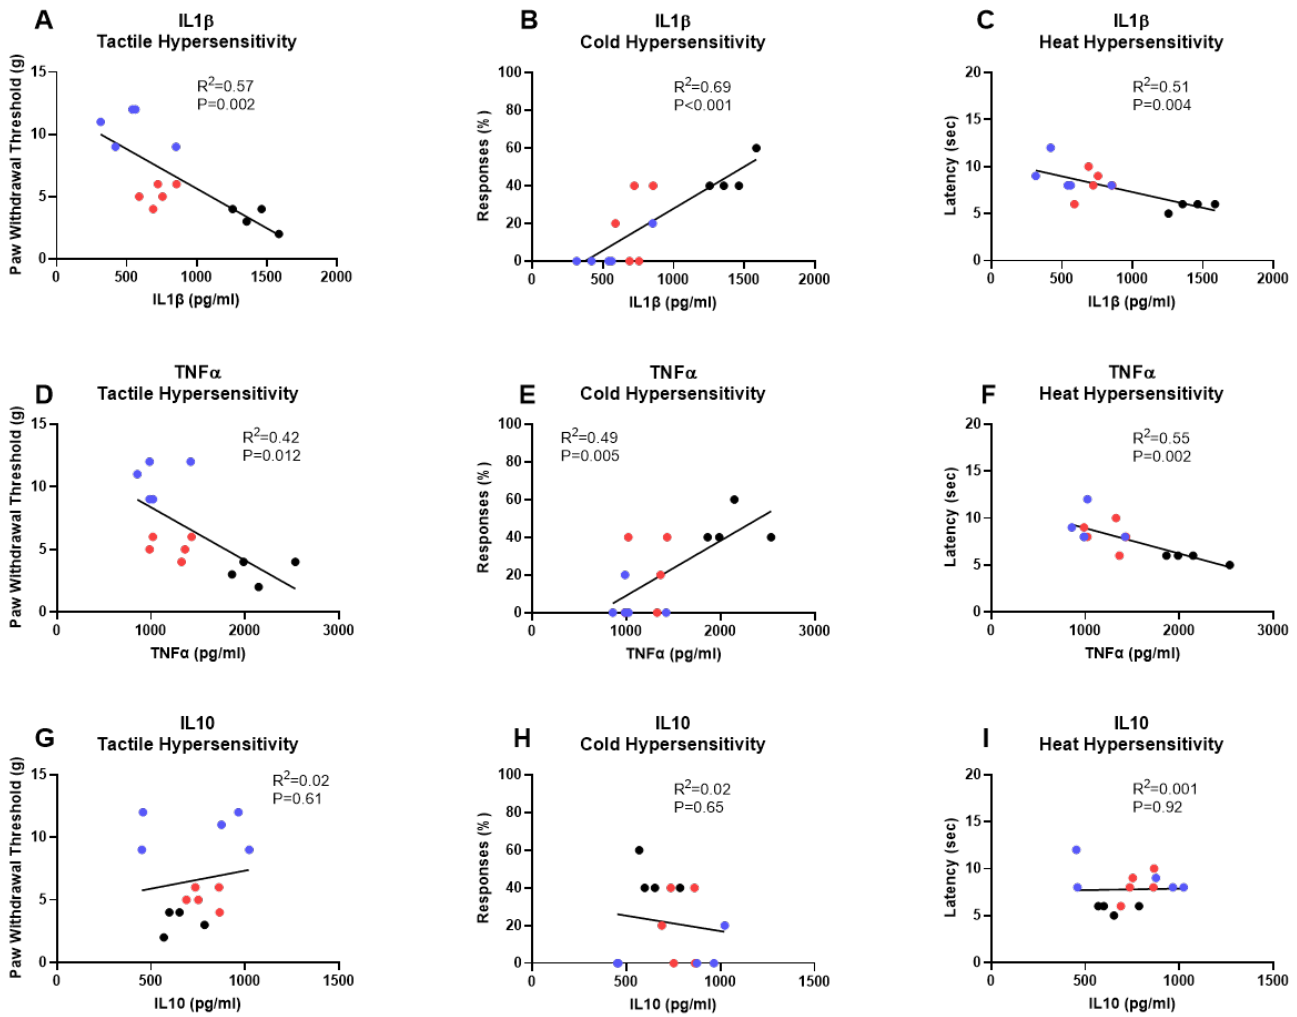 A
IL1β
Tactile Hypersensitivity
Paw Withdrawal Threshold (g)
15
10
5
0
R²=0.57
P=0.002
0 500 1000 1500 2000
IL1β (pg/ml)
B
IL1β
Cold Hypersensitivity
Responses (%)
100
80
60
40
20
0
R²=0.69
P<0.001
0 500 1000 1500 2000
IL1β (pg/ml)
C
IL1β
Heat Hypersensitivity
Latency (sec)
20
15
10
5
0
R²=0.51
P=0.004
0 500 1000 1500 2000
IL1β (pg/ml)
D
TNFα
Tactile Hypersensitivity
Paw Withdrawal Threshold (g)
15
10
5
0
R²=0.42
P=0.012
0 1000 2000 3000
TNFα (pg/ml)
E
TNFα
Cold Hypersensitivity
Responses (%)
100
80
60
40
20
0
R²=0.49
P=0.005
0 1000 2000 3000
TNFα (pg/ml)
F
TNFα
Heat Hypersensitivity
Latency (sec)
20
15
10
5
0
R²=0.55
P=0.002
0 1000 2000 3000
TNFα (pg/ml)
G
IL10
Tactile Hypersensitivity
Paw Withdrawal Threshold (g)
15
10
5
0
R²=0.02
P=0.61
0 500 1000 1500
IL10 (pg/ml)
H
IL10
Cold Hypersensitivity
Responses (%)
100
80
60
40
20
0
R²=0.02
P=0.65
0 500 1000 1500
IL10 (pg/ml)
I
IL10
Heat Hypersensitivity
Latency (sec)
20
15
10
5
0
R²=0.001
P=0.92
0 500 1000 1500
IL10 (pg/ml)